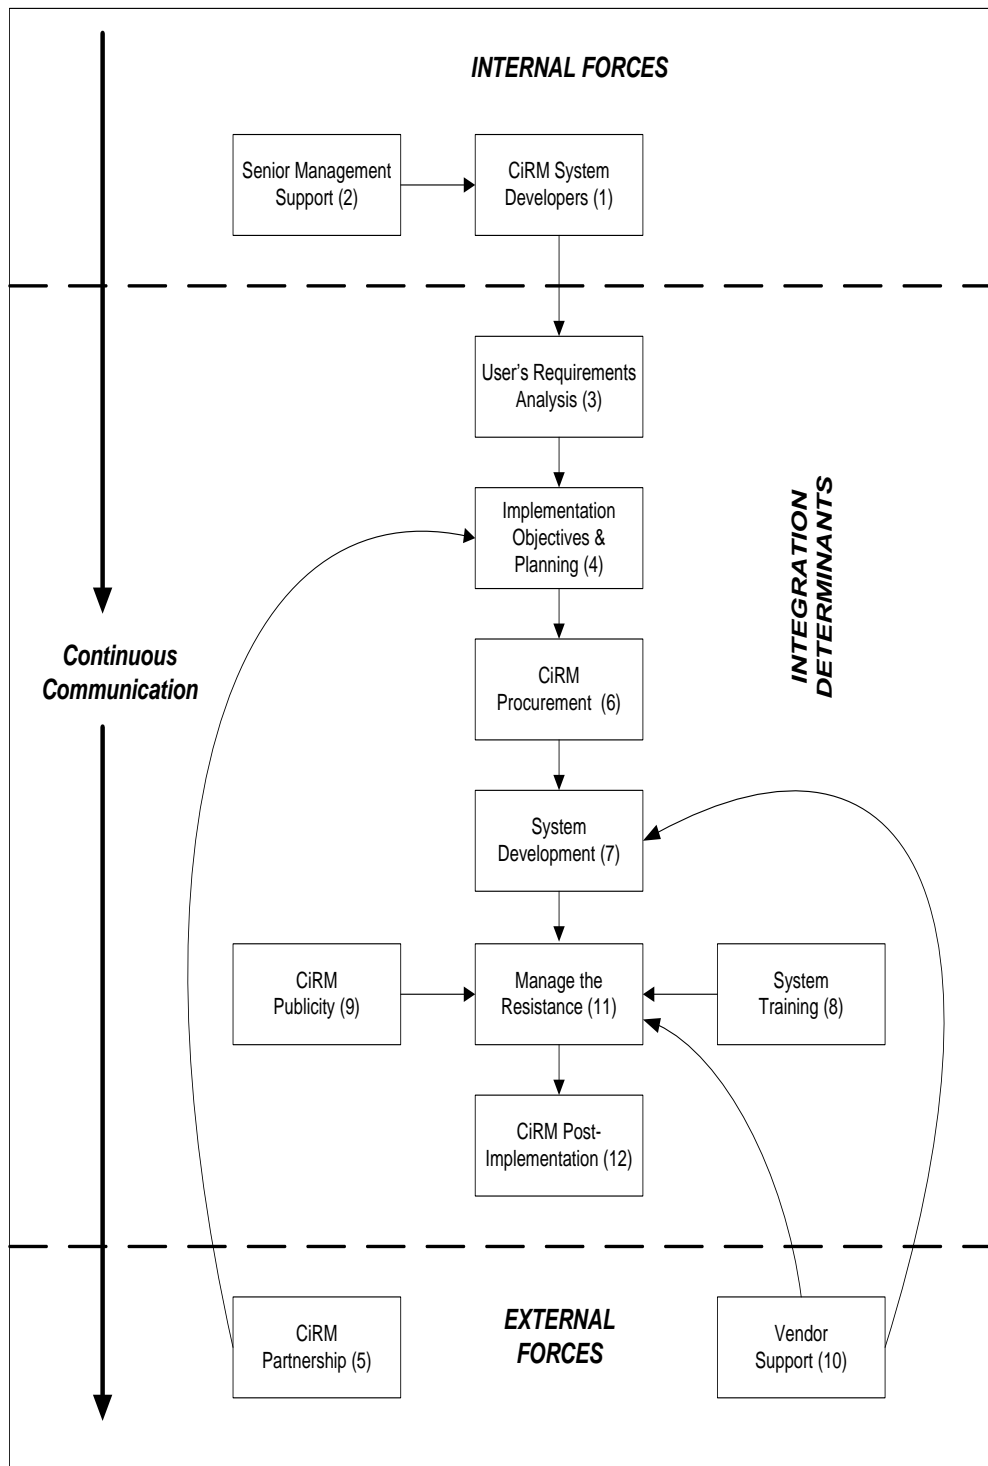 INTERNAL FORCES
Senior Management
Support (2)
CiRM System
Developers (1)
User's Requirements
Analysis (3)
Implementation
Objectives &
Planning (4)
INTEGRATION
DETERMINANTS
Continuous
Communication
CiRM
Procurement (6)
System
Development (7)
CiRM
Publicity (9)
Manage the
Resistance (11)
System
Training (8)
CiRM Post-
Implementation (12)
CiRM
Partnership (5)
EXTERNAL
FORCES
Vendor
Support (10)